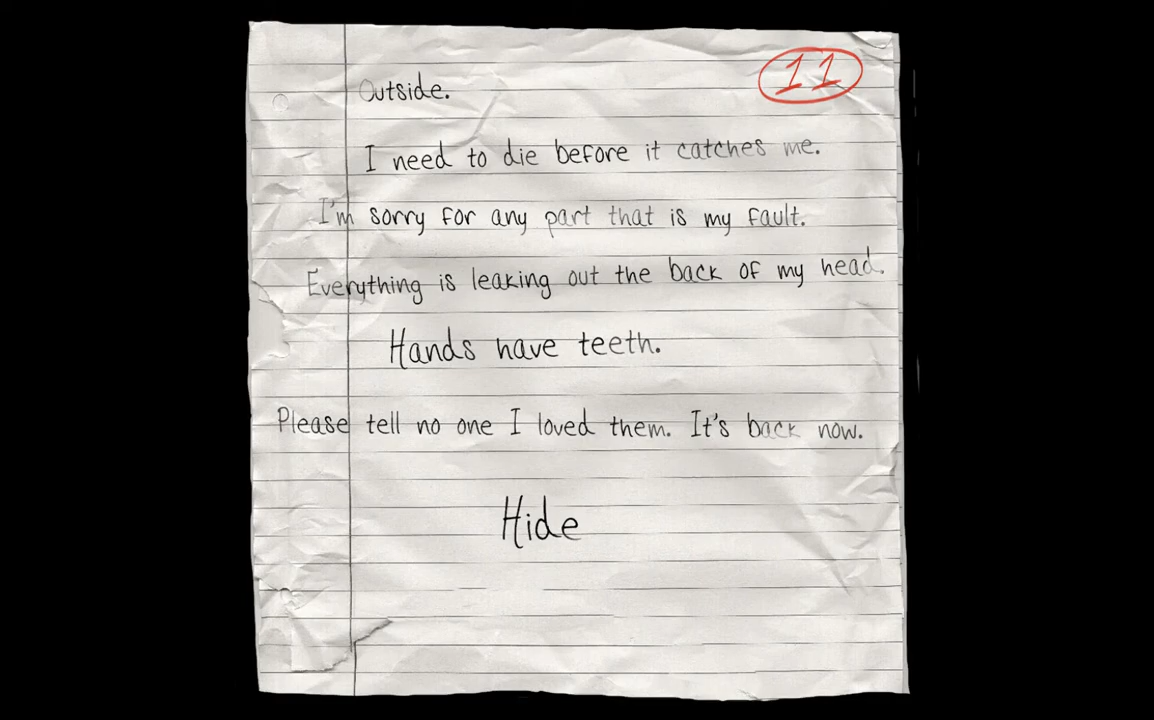 11
Outside.
I need to die before it catches me.
I'm sorry for any part that is my fault.
Everything is leaking out the back of my head.
Hands have teeth.
Please tell no one I loved them. It's back now.
Hide